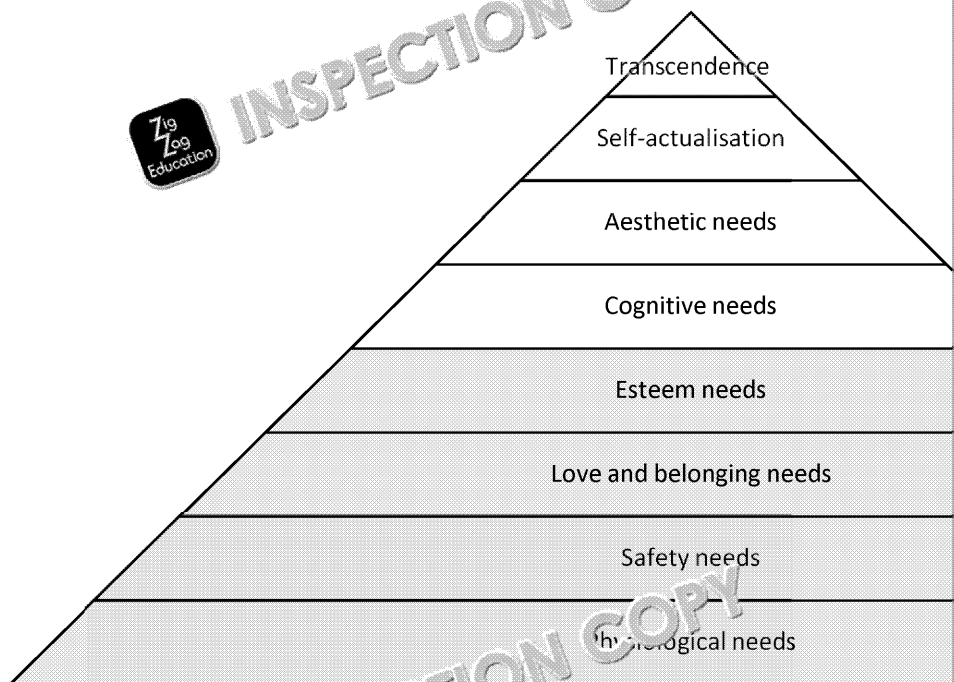 INSPECTION
Zig
Zag
Education
Transcendence
Self-actualisation
Aesthetic needs
Cognitive needs
Esteem needs
Love and belonging needs
Safety needs
COPY
needs